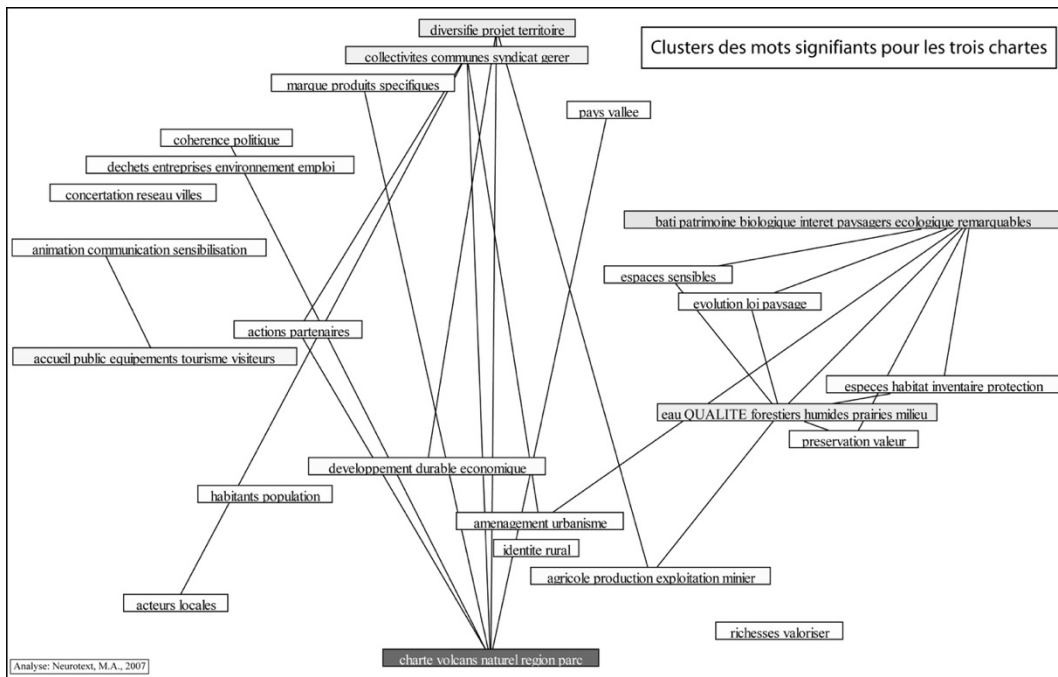 diversifie projet territoire
Clusters des mots signifiants pour les trois chartes
collectivites communes syndicat gerer
marque produits specifiques
pays vallee
coherence politique
dechets entreprises environnement emploi
concertation reseau villes
bati patrimoine biologique interet paysagers ecologique remarquables
animation communication sensibilisation
espaces sensibles
evolution loi paysage
actions partenaires
accueil public equipements tourisme visiteurs
especes habitat inventaire protection
eau QUALITE forestiers humides prairies milieu
preservation valeur
developpement durable economique
habitants population
amenagement urbanisme
identite rural
agricole production exploitation minier
acteurs locales
richesses valoriser
charte volcans naturel region parc
Analyse: Neurotext, M.A., 2007